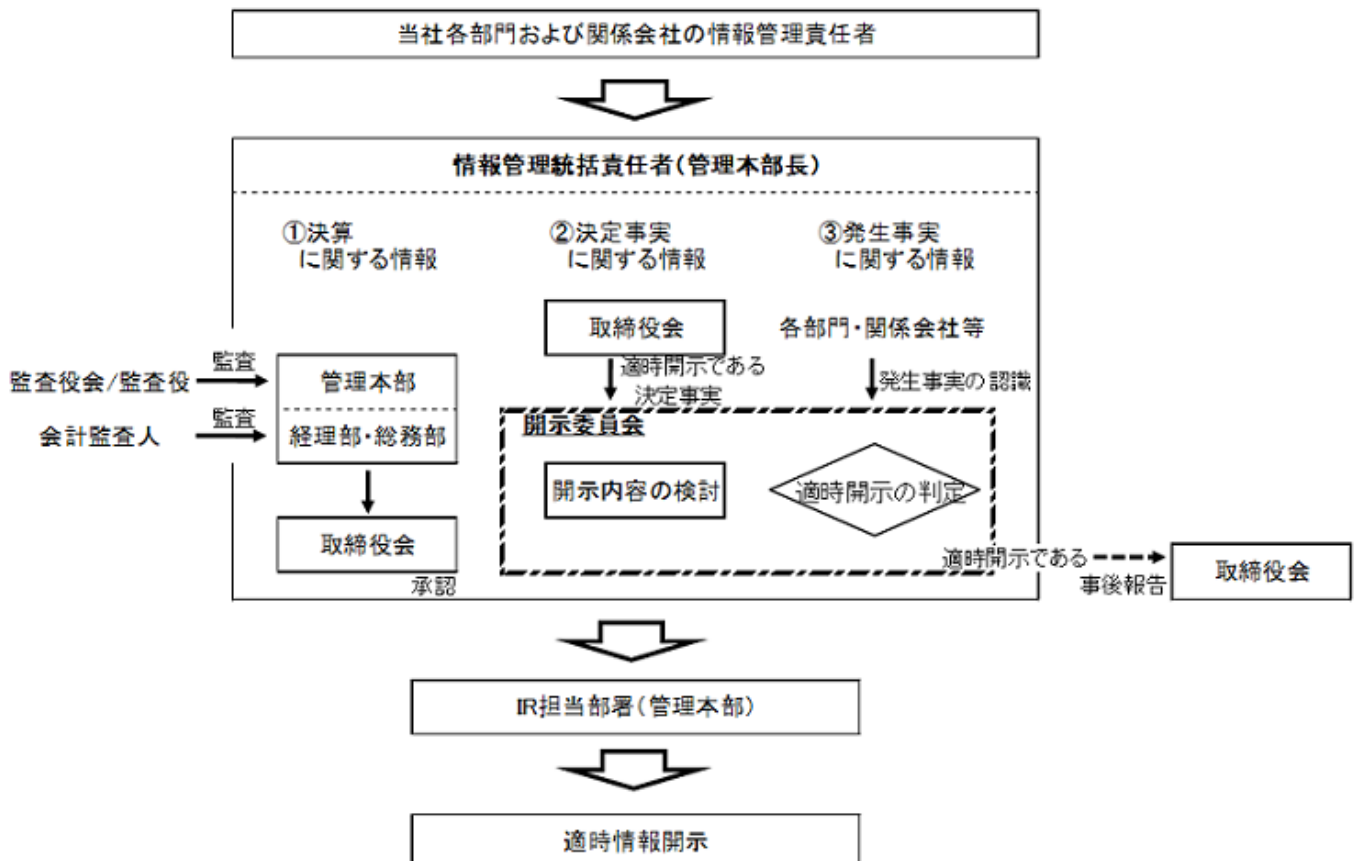 当社各部門および関係会社の情報管理責任者
情報管理統括責任者(管理本部長)
①決算
に関する情報
②決定事実
に関する情報
③発生事実
に関する情報
取締役会
各部門・関係会社等
監査役会/監査役
監査
管理本部
適時開示である
決定事実
発生事実の認識
会計監査人
監査
経理部・総務部
開示委員会
開示内容の検討
適時開示の判定
取締役会
承認
適時開示である
事後報告
取締役会
IR担当部署(管理本部)
適時情報開示